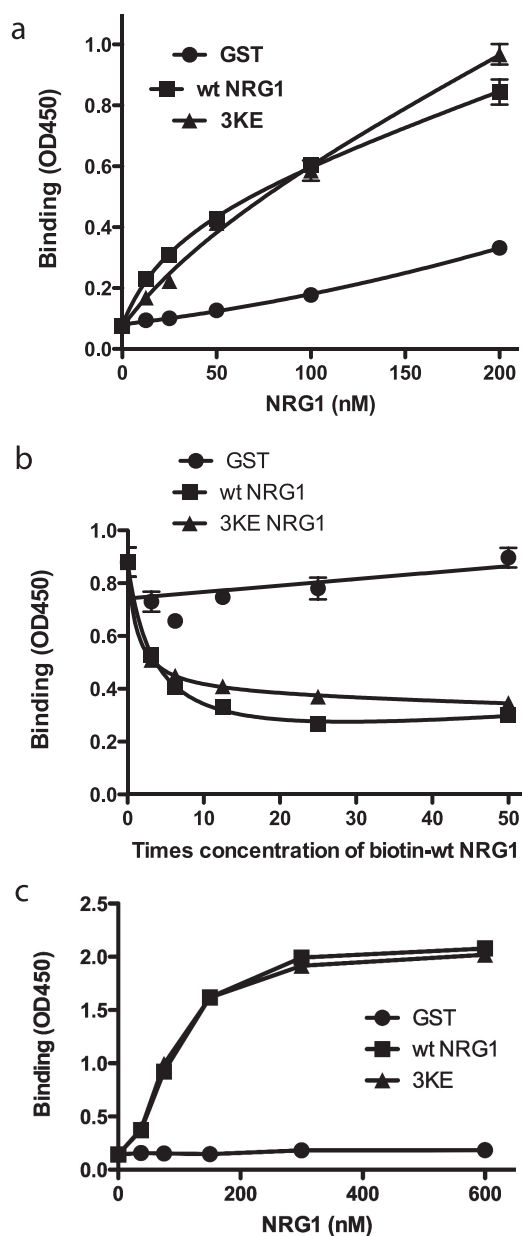 a
GST
wt NRG1
3KE
Binding (OD450)
1.0
0.8
0.6
0.4
0.2
0.0
0
50
100
150
200
NRG1 (nM)
b
GST
wt NRG1
3KE NRG1
Binding (OD450)
1.0
0.8
0.6
0.4
0.2
0.0
0
10
20
30
40
50
Times concentration of biotin-wt NRG1
c
Binding (OD450)
2.5
2.0
1.5
1.0
0.5
0.0
GST
wt NRG1
3KE
0
200
400
600
NRG1 (nM)